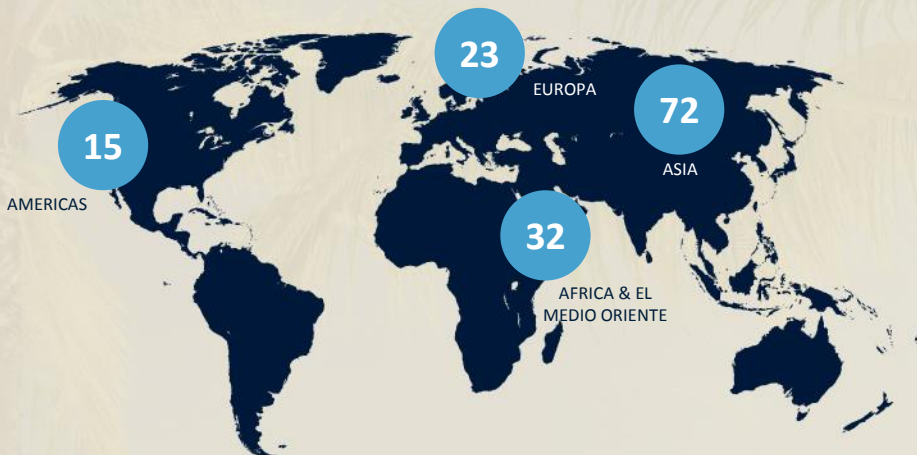 23
EUROPA
72
ASIA
15
AMERICAS
32
AFRICA & EL
MEDIO ORIENTE